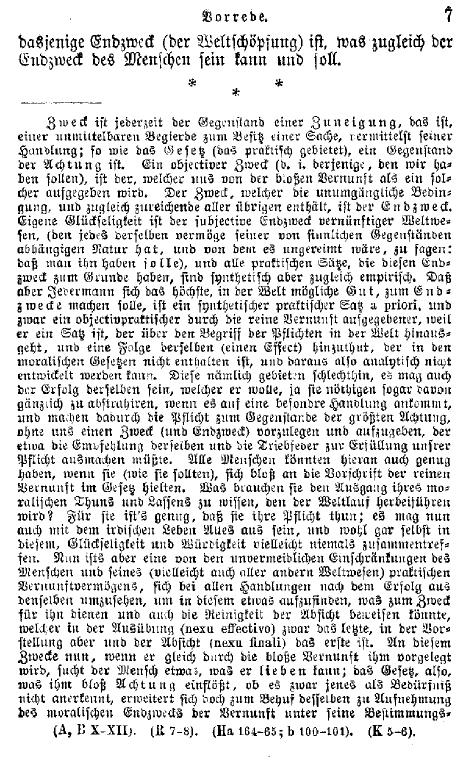 Vorrede. 7
dasjenige Endzweck (der Weltschöpfung) ist, was zugleich der
Endzweck des Menschen sein kann und soll.
* * *
Zweck ist jederzeit der Gegenstand einer Zuneigung, das ist,
einer unmittelbaren Begierde zum Besitz einer Sache, vermittelst seiner
Handlung; so wie das Gesetz (das praktisch gebietet), ein Gegenstand
der Achtung ist. Ein objectiver Zweck (d. i. derjenige, den wir ha-
ben sollen), ist der, welcher uns von der bloßen Vernunft als ein sol-
cher aufgegeben wird. Der Zweck, welcher die unumgängliche Bedin-
gung, und zugleich zureichende aller übrigen enthält, ist der Endzweck.
Eigene Glückseligkeit ist der subjective Endzweck vernünftiger Weltwe-
sen, (den jedes derselben vermöge seiner von sinnlichen Gegenständen
abhängigen Natur hat, und von dem es ungereimt wäre, zu sagen:
daß man ihn haben solle), und alle praktischen Sätze, die diesen End-
zweck zum Grunde haben, sind synthetisch aber zugleich empirisch. Daß
aber Jedermann sich das höchste, in der Welt mögliche Gut, zum End-
zwecke machen solle, ist ein synthetischer praktischer Satz a priori, und
zwar ein objectivpraktischer durch die reine Vernunft aufgegebener, weil
er ein Satz ist, der über den Begriff der Pflichten in der Welt hinaus-
geht, und eine Folge derselben (einen Effect) hinzuthut, der in den
moralischen Gesetzen nicht enthalten ist, und daraus also analytisch nicht
entwickelt werden kann. Diese nämlich gebieten schlechthin, es mag auch
der Erfolg derselben sein, welcher er wolle, ja sie nöthigen sogar davon
gänzlich zu abstrahiren, wenn es auf eine besondre Handlung ankommt,
und machen dadurch die Pflicht zum Gegenstande der größten Achtung,
ohne uns einen Zweck (und Endzweck) vorzulegen und aufzugeben, der
etwa die Empfehlung derselben und die Triebfeder zur Erfüllung unsrer
Pflicht ausmachen müßte. Alle Menschen könnten hieran auch genug
haben, wenn sie (wie sie sollten), sich bloß an die Vorschrift der reinen
Vernunft im Gesetz hielten. Was brauchen sie den Ausgang ihres mo-
ralischen Thuns und Lassens zu wissen, den der Weltlauf herbeiführen
wird? Für sie ist's genug, daß sie ihre Pflicht thun; es mag nun
auch mit dem irdischen Leben Alles aus sein, und wohl gar selbst in
diesem, Glückseligkeit und Würdigkeit vielleicht niemals zusammentref-
fen. Nun ists aber eine von den unvermeidlichen Einschränkungen des
Menschen und seines (vielleicht auch aller andern Weltwesen) praktischen
Vernunftvermögens, sich bei allen Handlungen nach dem Erfolg aus
denselben umzusehen, um in diesem etwas aufzufinden, was zum Zweck
für ihn dienen und auch die Reinigkeit der Absicht beweisen könnte,
welcher in der Ausübung (nexu effectivo) zwar das letzte, in der Vor-
stellung aber und der Absicht (nexu finali) das erste ist. An diesem
Zwecke nun, wenn er gleich durch die bloße Vernunft ihm vorgelegt
wird, sucht der Mensch etwas, was er lieben kann; das Gesetz, also,
was ihm bloß Achtung einflößt, ob es zwar jenes als Bedürfniß
nicht anerkennt, erweitert sich doch zum Behuf desselben zu Aufnehmung
des moralischen Endzwecks der Vernunft unter seine Bestimmungs-
(A, B X-XII). (R 7-8). (Ha 164-65; b 100-101). (K 5-6).